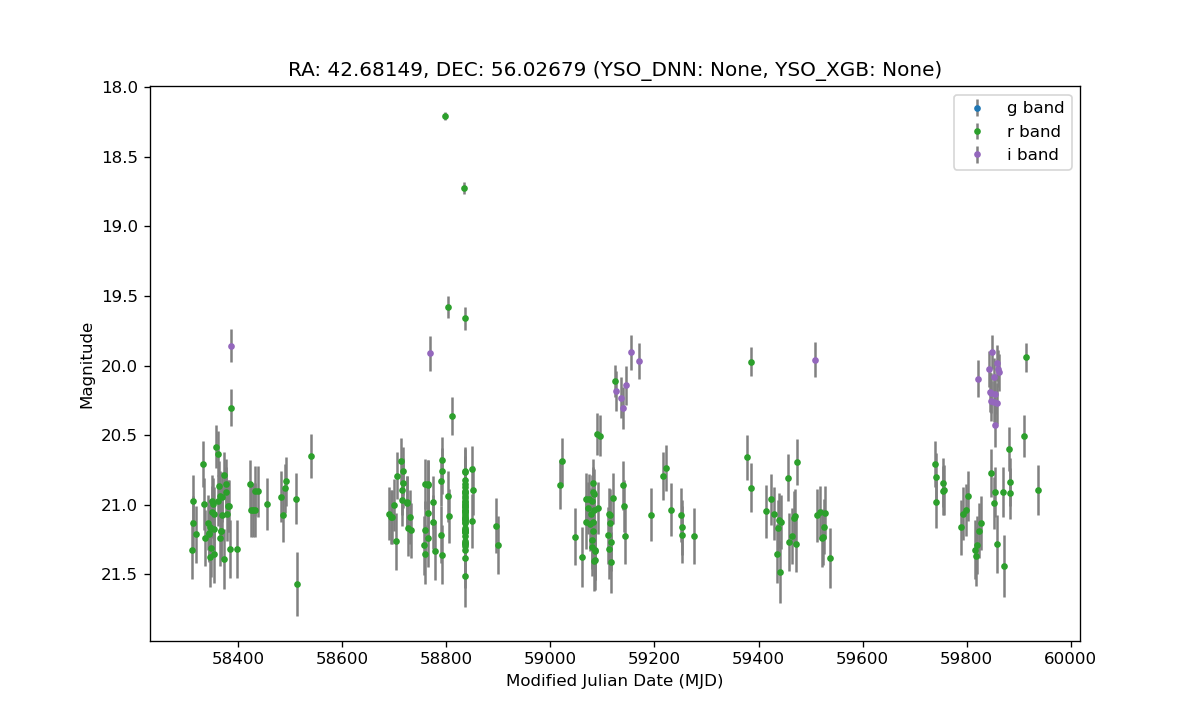 RA: 42.68149, DEC: 56.02679 (YSO_DNN: None, YSO_XGB: None)
18.0
18.5
19.0
19.5
20.0
20.5
21.0
21.5
Magnitude
g band
r band
i band
58400
58600
58800
59000
59200
59400
59600
59800
60000
Modified Julian Date (MJD)